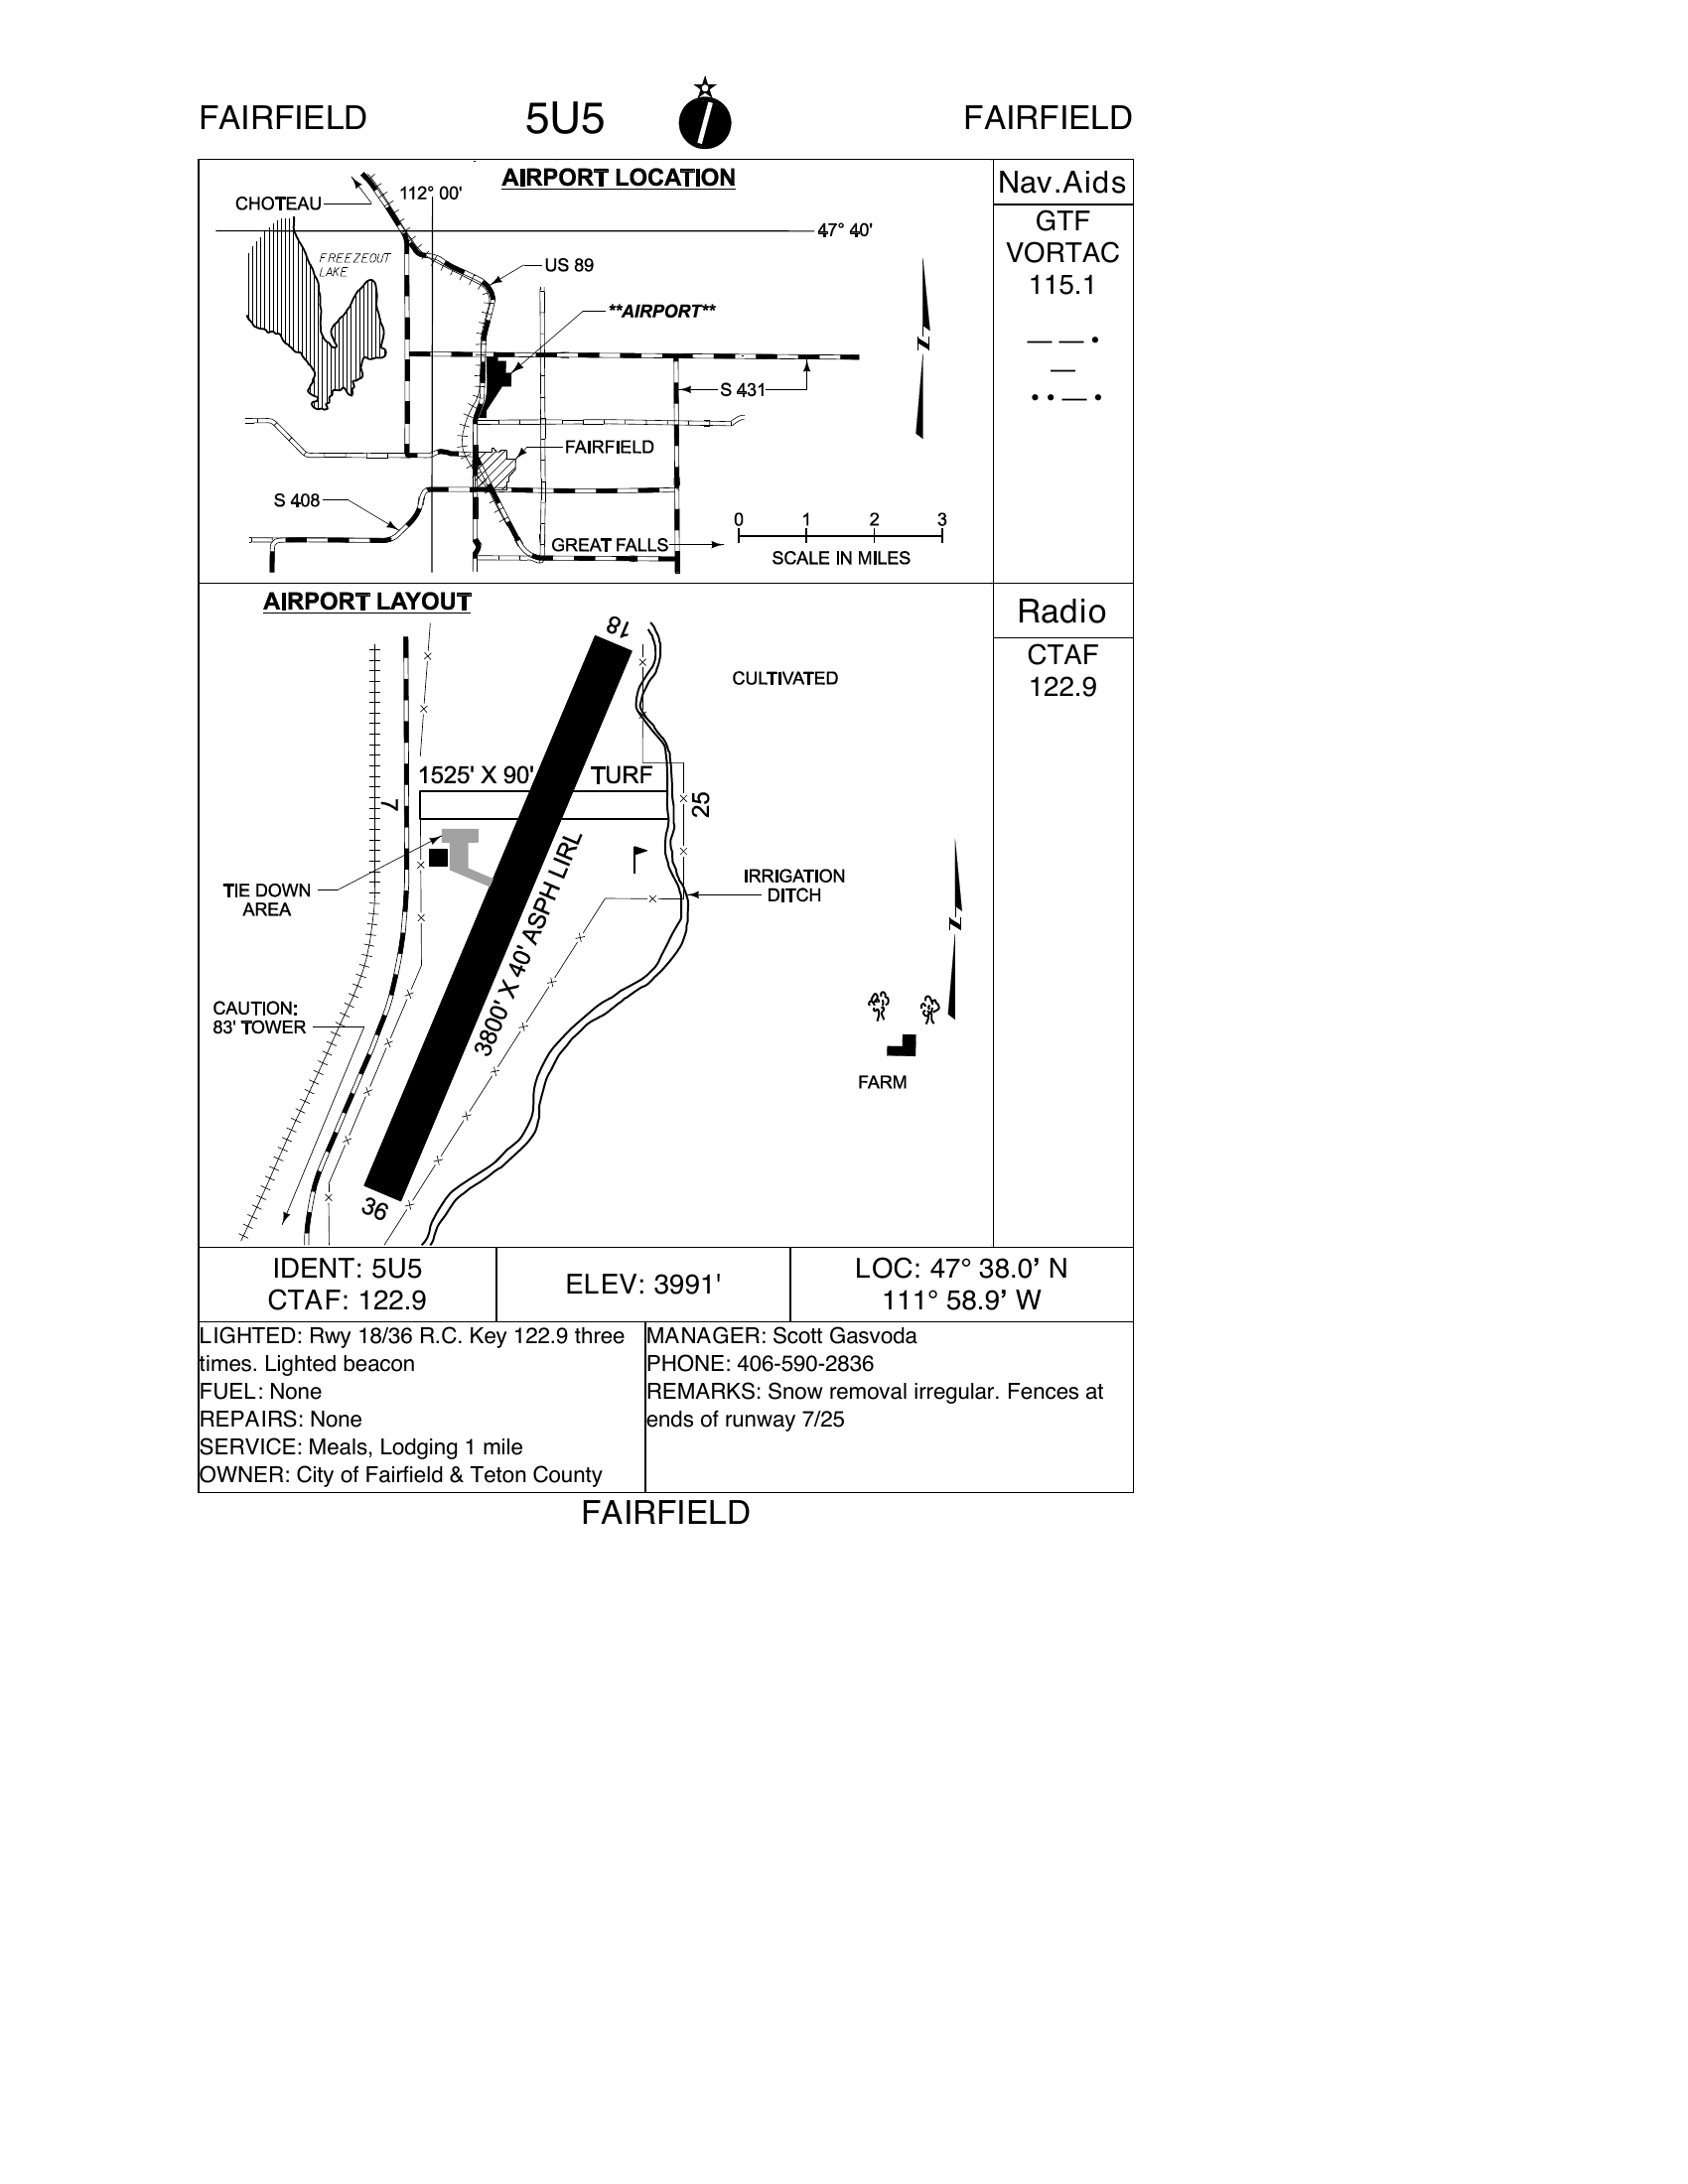 FAIRFIELD 5U5 FAIRFIELD
AIRPORT LOCATION
CHOTEAU
112° 00'
47° 40'
FREEZEOUT
LAKE
US 89
**AIRPORT**
N
S 431
FAIRFIELD
S 408
0 1 2 3
GREAT FALLS
SCALE IN MILES
Nav.Aids
GTF
VORTAC
115.1
AIRPORT LAYOUT
18
CULTIVATED
1525' X 90' TURF
7
25
TIE DOWN
AREA
IRRIGATION
DITCH
3800' X 40' ASPH LIRL
N
CAUTION:
83' TOWER
FARM
36
Radio
CTAF
122.9
IDENT: 5U5
CTAF: 122.9
ELEV: 3991'
LOC: 47° 38.0’ N
111° 58.9’ W
LIGHTED: Rwy 18/36 R.C. Key 122.9 three
times. Lighted beacon
FUEL: None
REPAIRS: None
SERVICE: Meals, Lodging 1 mile
OWNER: City of Fairfield & Teton County
MANAGER: Scott Gasvoda
PHONE: 406-590-2836
REMARKS: Snow removal irregular. Fences at
ends of runway 7/25
FAIRFIELD